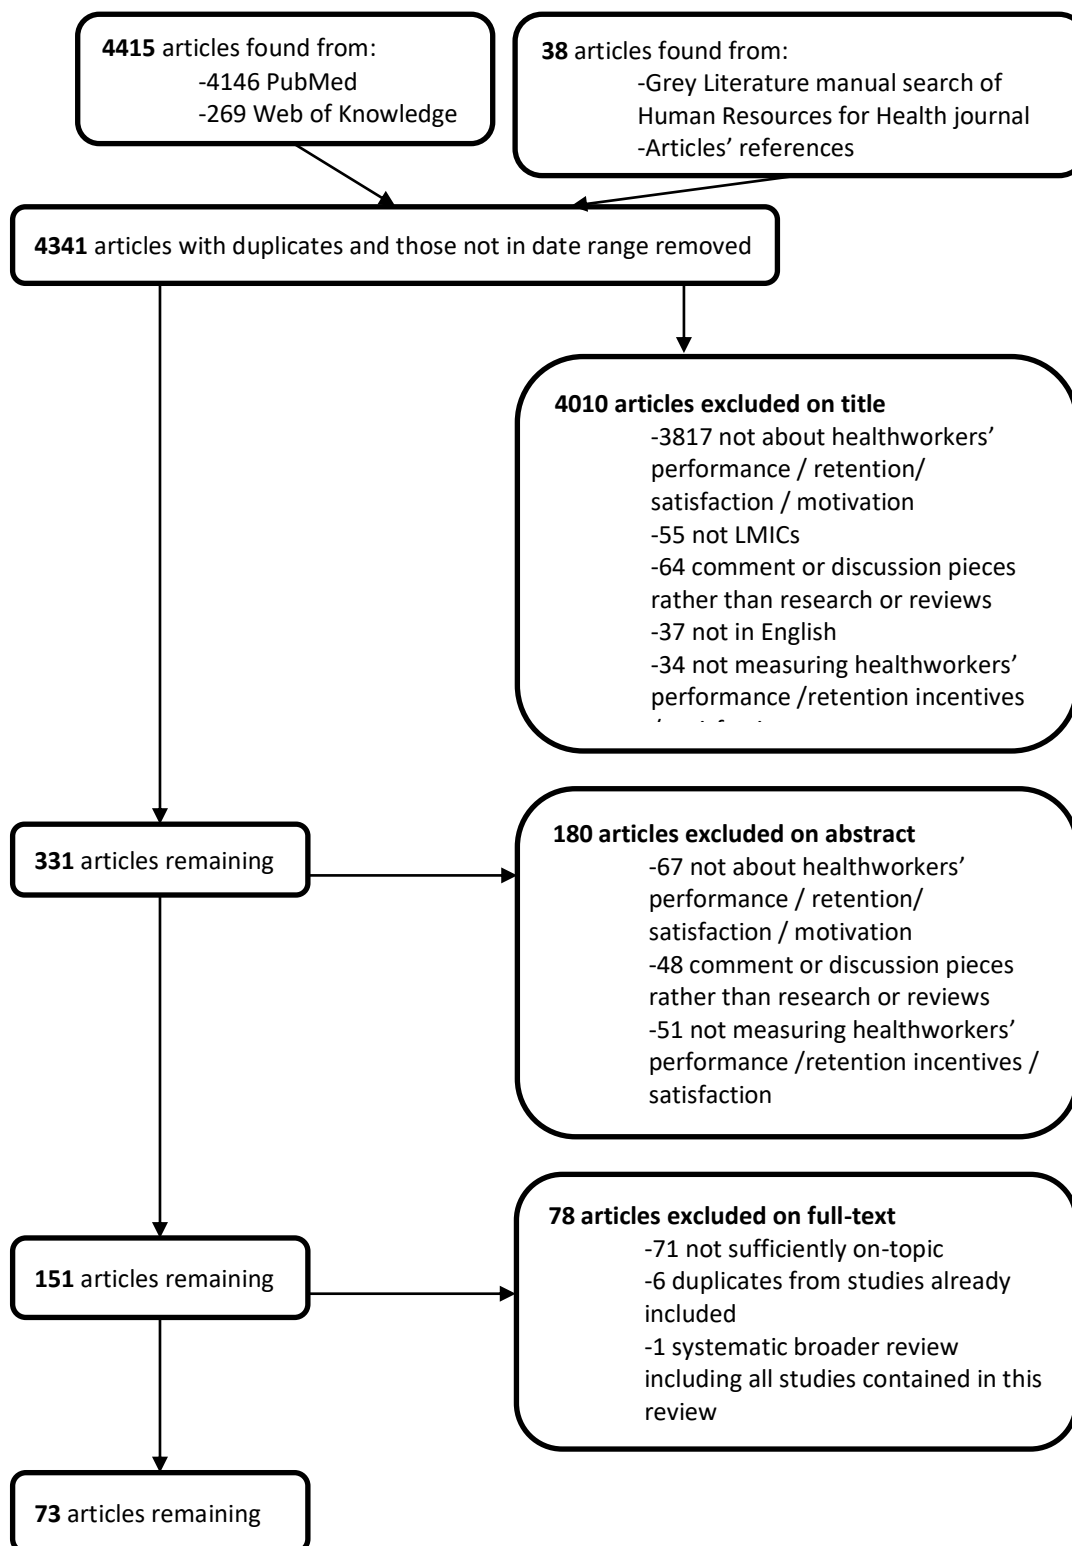 4415 articles found from:
-4146 PubMed
-269 Web of Knowledge
38 articles found from:
-Grey Literature manual search of
Human Resources for Health journal
-Articles’ references
4341 articles with duplicates and those not in date range removed
4010 articles excluded on title
-3817 not about healthworkers’
performance / retention/
satisfaction / motivation
-55 not LMICs
-64 comment or discussion pieces
rather than research or reviews
-37 not in English
-34 not measuring healthworkers’
performance /retention incentives
331 articles remaining
180 articles excluded on abstract
-67 not about healthworkers’
performance / retention/
satisfaction / motivation
-48 comment or discussion pieces
rather than research or reviews
-51 not measuring healthworkers’
performance /retention incentives /
satisfaction
151 articles remaining
78 articles excluded on full-text
-71 not sufficiently on-topic
-6 duplicates from studies already
included
-1 systematic broader review
including all studies contained in this
review
73 articles remaining